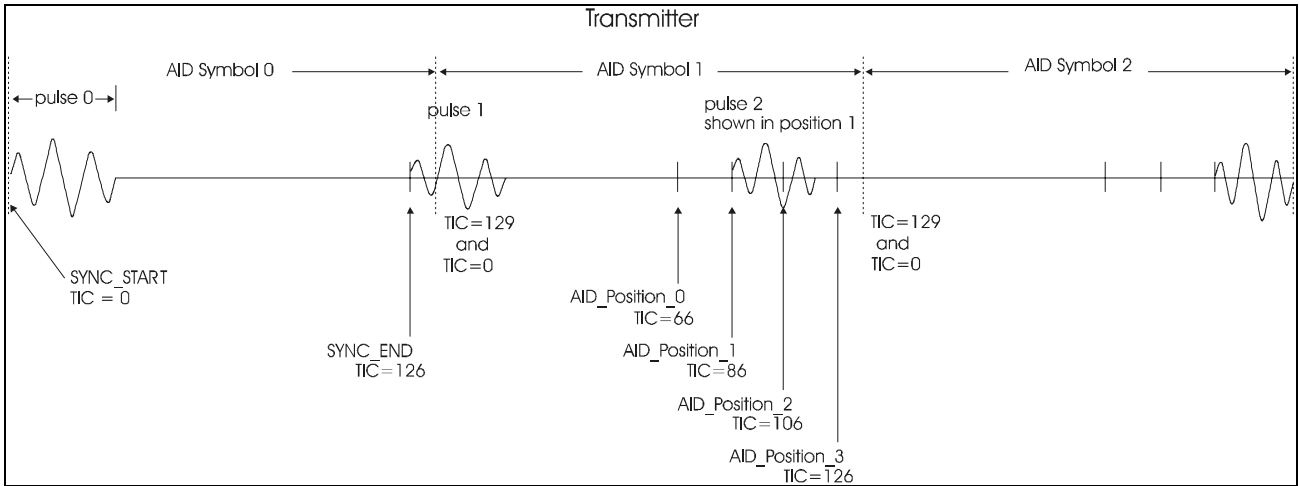 Transmitter
AID Symbol 0
AID Symbol 1
AID Symbol 2
pulse 0
pulse 1
pulse 2
shown in position 1
TIC=129
and
TIC=0
TIC=129
and
TIC=0
SYNC_START
TIC = 0
AID_Position_0
TIC=66
SYNC_END
TIC=126
AID_Position_1
TIC=86
AID_Position_2
TIC=106
AID_Position_3
TIC=126